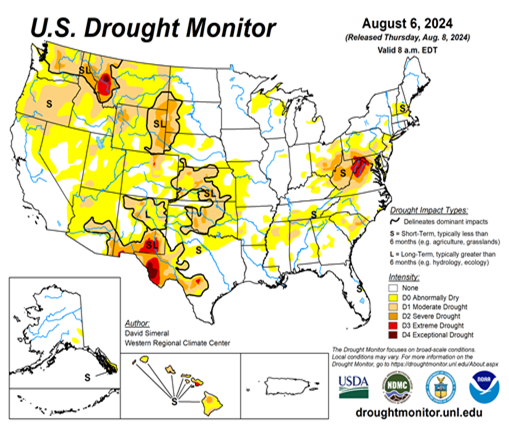 U.S. Drought Monitor
August 6, 2024
(Released Thursday, Aug. 8, 2024)
Valid 8 a.m. EDT
SL
S
SL
S
SL
S
L
S
SL
S
S
S
S
Drought Impact Types:
Delineates dominant impacts
S = Short-Term, typically less than
6 months (e.g. agriculture, grasslands)
L = Long-Term, typically greater than
6 months (e.g. hydrology, ecology)
Intensity:
None
D0 Abnormally Dry
D1 Moderate Drought
D2 Severe Drought
D3 Extreme Drought
D4 Exceptional Drought
Author:
David Simeral
Western Regional Climate Center
The Drought Monitor focuses on broad-scale conditions.
Local conditions may vary. For more information on the
Drought Monitor, go to https://droughtmonitor.unl.edu/About.aspx
USDA
NDMC
NOAA
droughtmonitor.unl.edu